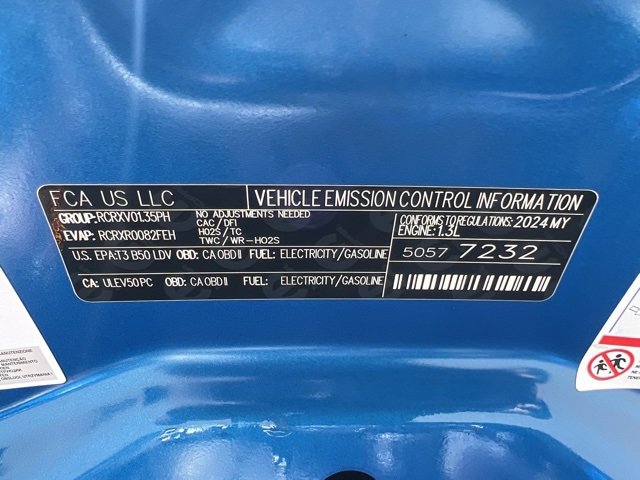 FCA US LLC
VEHICLE EMISSION CONTROL INFORMATION
GROUP: RCRXV01.35PH
EVAP: RCRXR0082FEH
NO ADJUSTMENTS NEEDED
CAC / DFI
HO2S / TC
TWC / WR-HO2S
CONFORMS TO REGULATIONS: 2024 MY
ENGINE: 1.3L
U.S. EPA: T3 B50 LDV OBD: CA OBD II FUEL: ELECTRICITY/GASOLINE
5057 7232
CA: ULEV50 PC OBD: CA OBD II FUEL: ELECTRICITY/GASOLINE